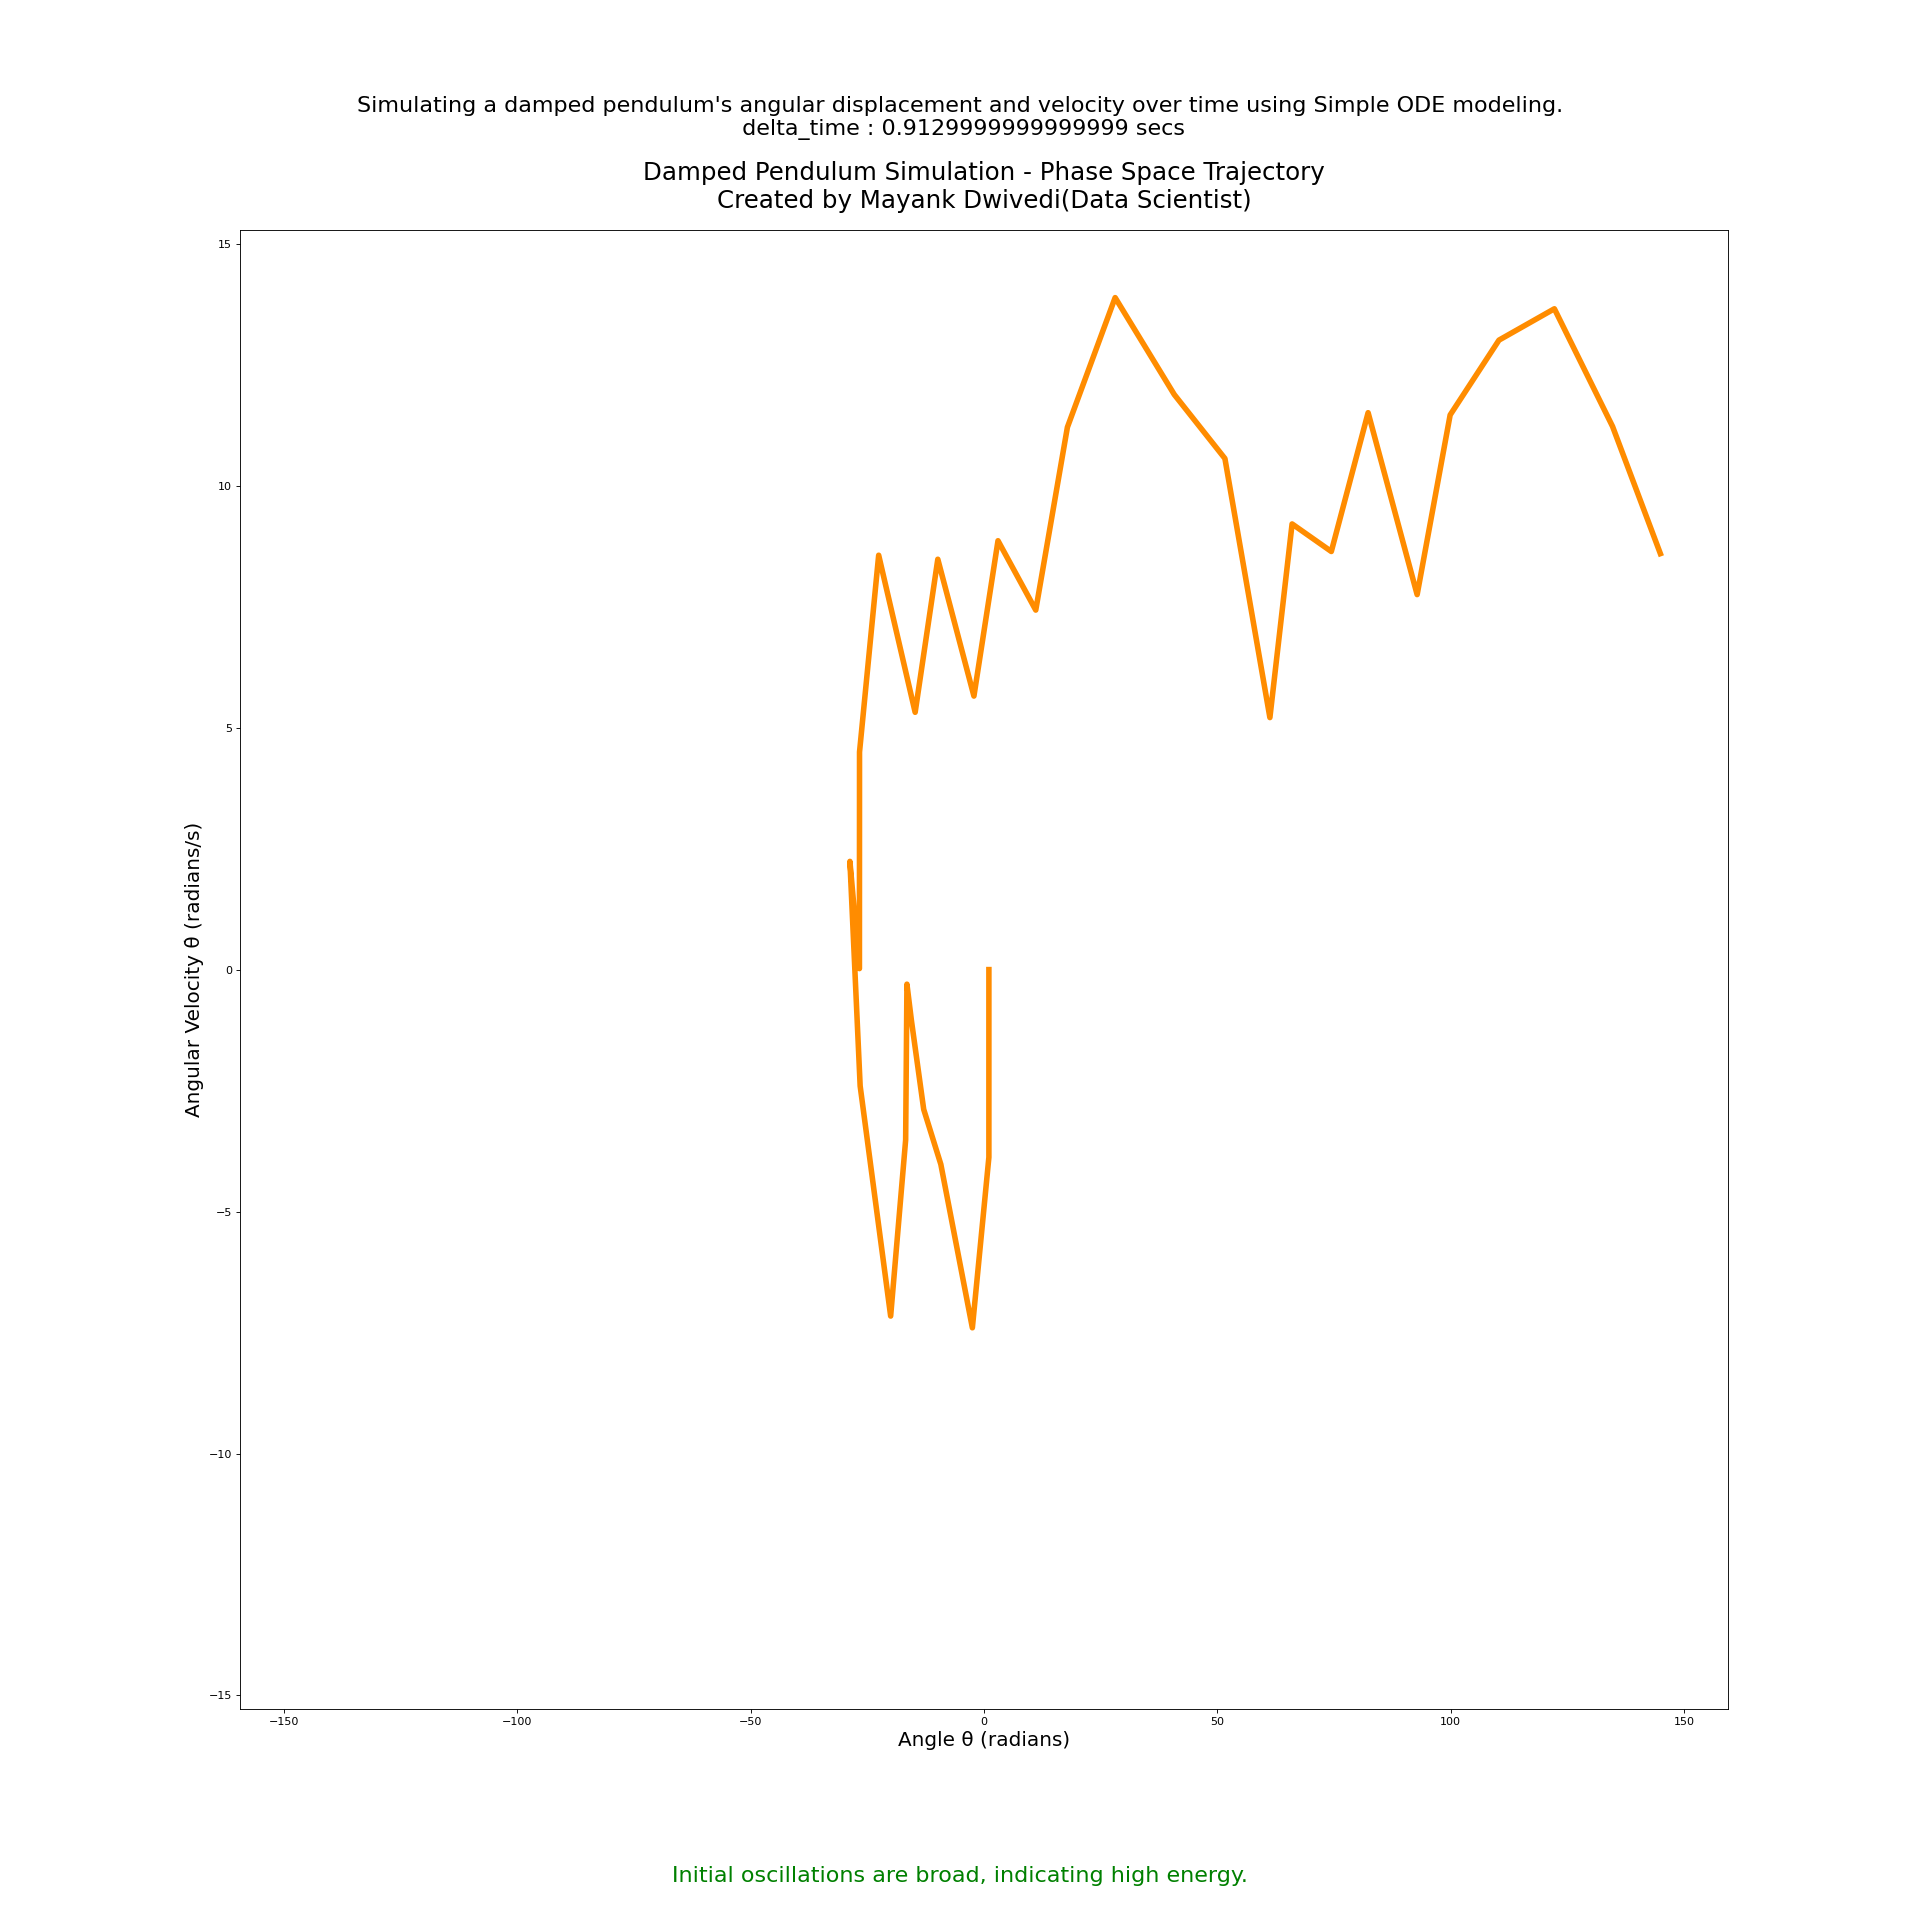 Simulating a damped pendulum's angular displacement and velocity over time using Simple ODE modeling.
delta_time : 0.9129999999999999 secs
Damped Pendulum Simulation - Phase Space Trajectory
Created by Mayank Dwivedi(Data Scientist)
15
10
5
0
−5
−10
−15
Angular Velocity θ (radians/s)
−150
−100
−50
0
50
100
150
Angle θ (radians)
Initial oscillations are broad, indicating high energy.